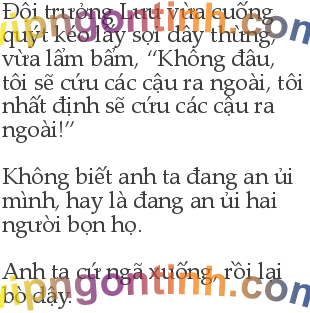 Đội trưởng Lưu vừa cuống
quýt kéo lấy sợi dây thừng,
vừa lẩm bẩm, “Không đâu,
tôi sẽ cứu các cậu ra ngoài, tôi
nhất định sẽ cứu các cậu ra
ngoài!”
Không biết anh ta đang an ủi
mình, hay là đang an ủi hai
người bọn họ.
Anh ta cứ ngã xuống, rồi lại
bò dậy.
vipngontinh.com
vipngontinh.com